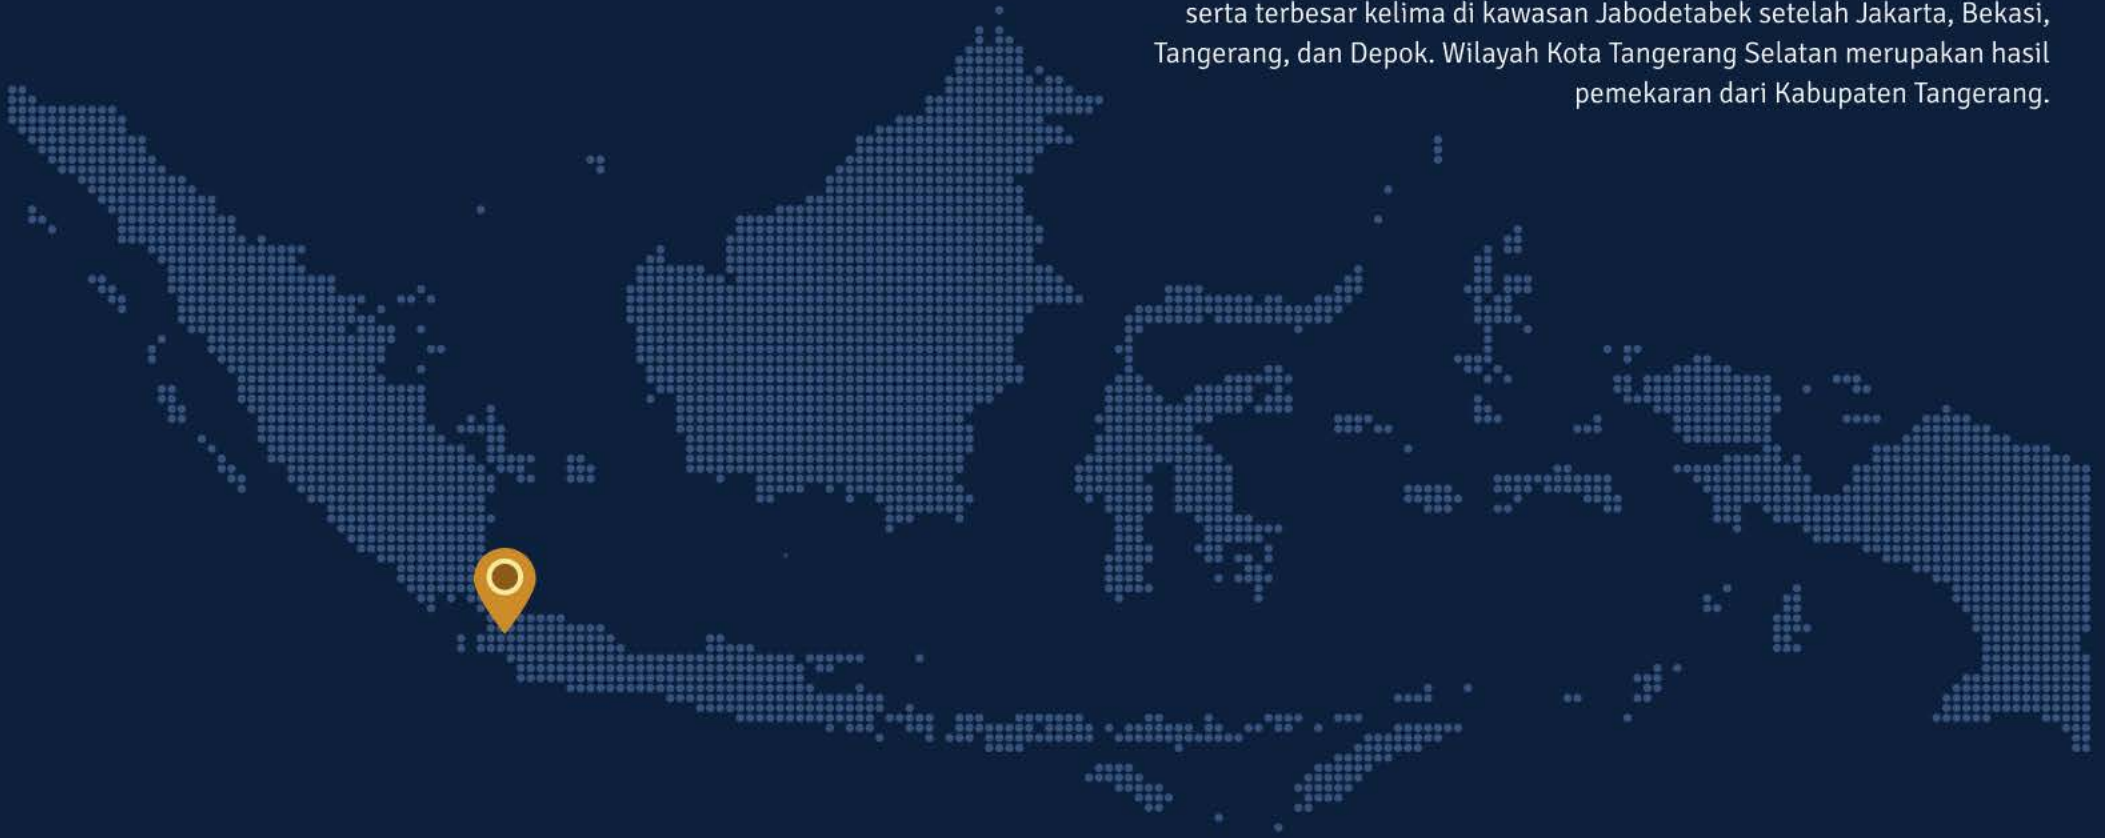 serta terbesar kelima di kawasan Jabodetabek setelah Jakarta, Bekasi,
Tangerang, dan Depok. Wilayah Kota Tangerang Selatan merupakan hasil
pemekaran dari Kabupaten Tangerang.